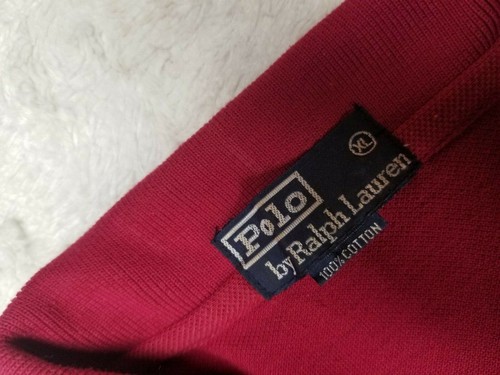 XL
Polo
by Ralph Lauren
100% COTTON